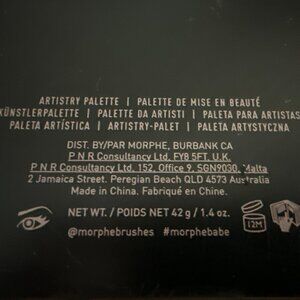 ARTISTRY PALETTE | PALETTE DE MISE EN BEAUTÉ
KÜNSTLERPALETTE | PALETTE DA ARTISTI | PALETA PARA ARTISTAS
PALETA ARTÍSTICA | ARTISTRY-PALET | PALETA ARTYSTYCZNA
DIST. BY/PAR MORPHE, BURBANK CA
P N R Consultancy Ltd. FY8 5FT, U.K.
P N R Consultancy Ltd. 152, Office 9, SGN9030, Malta
2 Jamaica Street. Peregian Beach QLD 4573 Australia
Made in China. Fabriqué en Chine.
NET WT. / POIDS NET 42 g / 1.4 oz.
12M
@morphebrushes #morphebabe